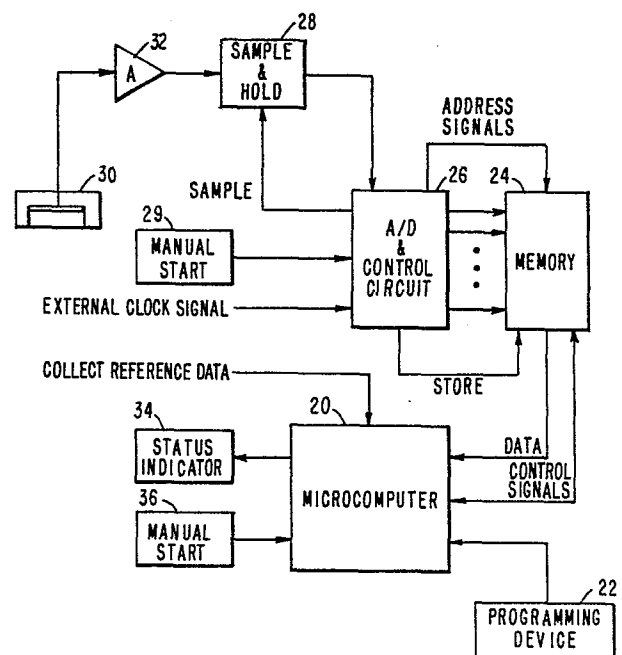 32
A
28
SAMPLE
&
HOLD
ADDRESS
SIGNALS
30
SAMPLE
26
24
29
MANUAL
START
A/D
&
CONTROL
CIRCUIT
MEMORY
EXTERNAL CLOCK SIGNAL
COLLECT REFERENCE DATA
STORE
34
STATUS
INDICATOR
20
MICROCOMPUTER
DATA
CONTROL
SIGNALS
36
MANUAL
START
22
PROGRAMMING
DEVICE